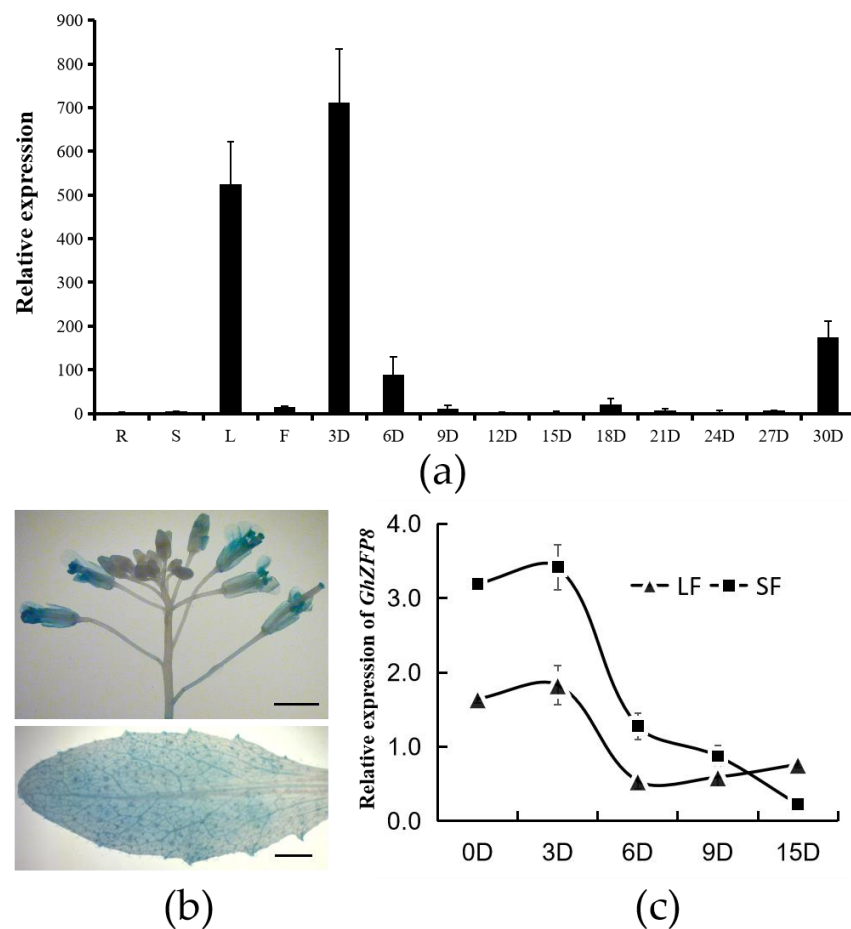 Relative expression
900
800
700
600
500
400
300
200
100
0
R S L F 3D 6D 9D 12D 15D 18D 21D 24D 27D 30D
(a)
Relative expression of GhZFP8
4.0
3.0
2.0
1.0
0.0
LF SF
0D 3D 6D 9D 15D
(b)
(c)